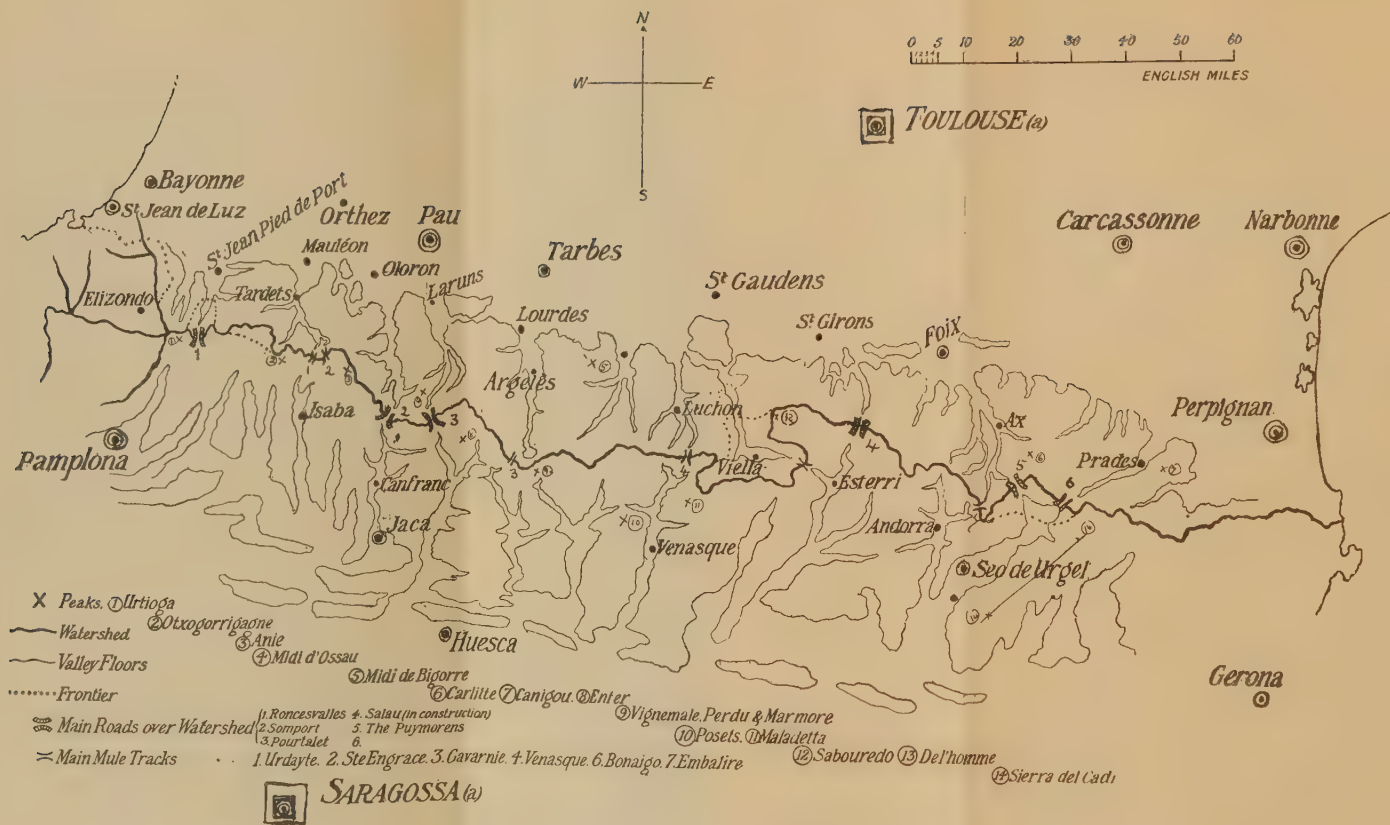 N
W E
S
0 5 10 20 30 40 50 60
1 2 3 4
ENGLISH MILES
TOULOUSE (a)
Bayonne
St Jean de Luz
St Jean Pied de Port
Orthez
Pau
Mauléon
Oloron
Tarbes
Carcassonne
Narbonne
Elizondo
Tardets
Laruns
St Gaudens
Lourdes
St Girons
Foix
Argelès
Isaba
Luchon
Ax
Perpignan
Pamplona
Viella
Prades
Canfranc
Esterri
Jaca
Andorra
Venasque
Seo de Urgel
Huesca
Gerona
Peaks. ① Urtioga
② Otxogorrigagne
③ Anie
④ Midi d'Ossau
⑤ Midi de Bigorre
⑥ Carlitte ⑦ Canigou. ⑧ Enter
⑨ Vignemale, Perdu & Marmore
⑩ Posets. ⑪ Maladetta
⑫ Sabouredo ⑬ De l'homme
⑭ Sierra del Cadi
Watershed
Valley Floors
Frontier
Main Roads over Watershed
1. Roncesvalles 4. Salau (in construction)
2 Somport 5. The Puymorens
3. Pourtalet 6.
Main Mule Tracks 1. Urdayte. 2. Ste Engrace. 3. Gavarnie. 4. Venasque. 6. Bonaigo. 7. Embalire
SARAGOSSA (a)